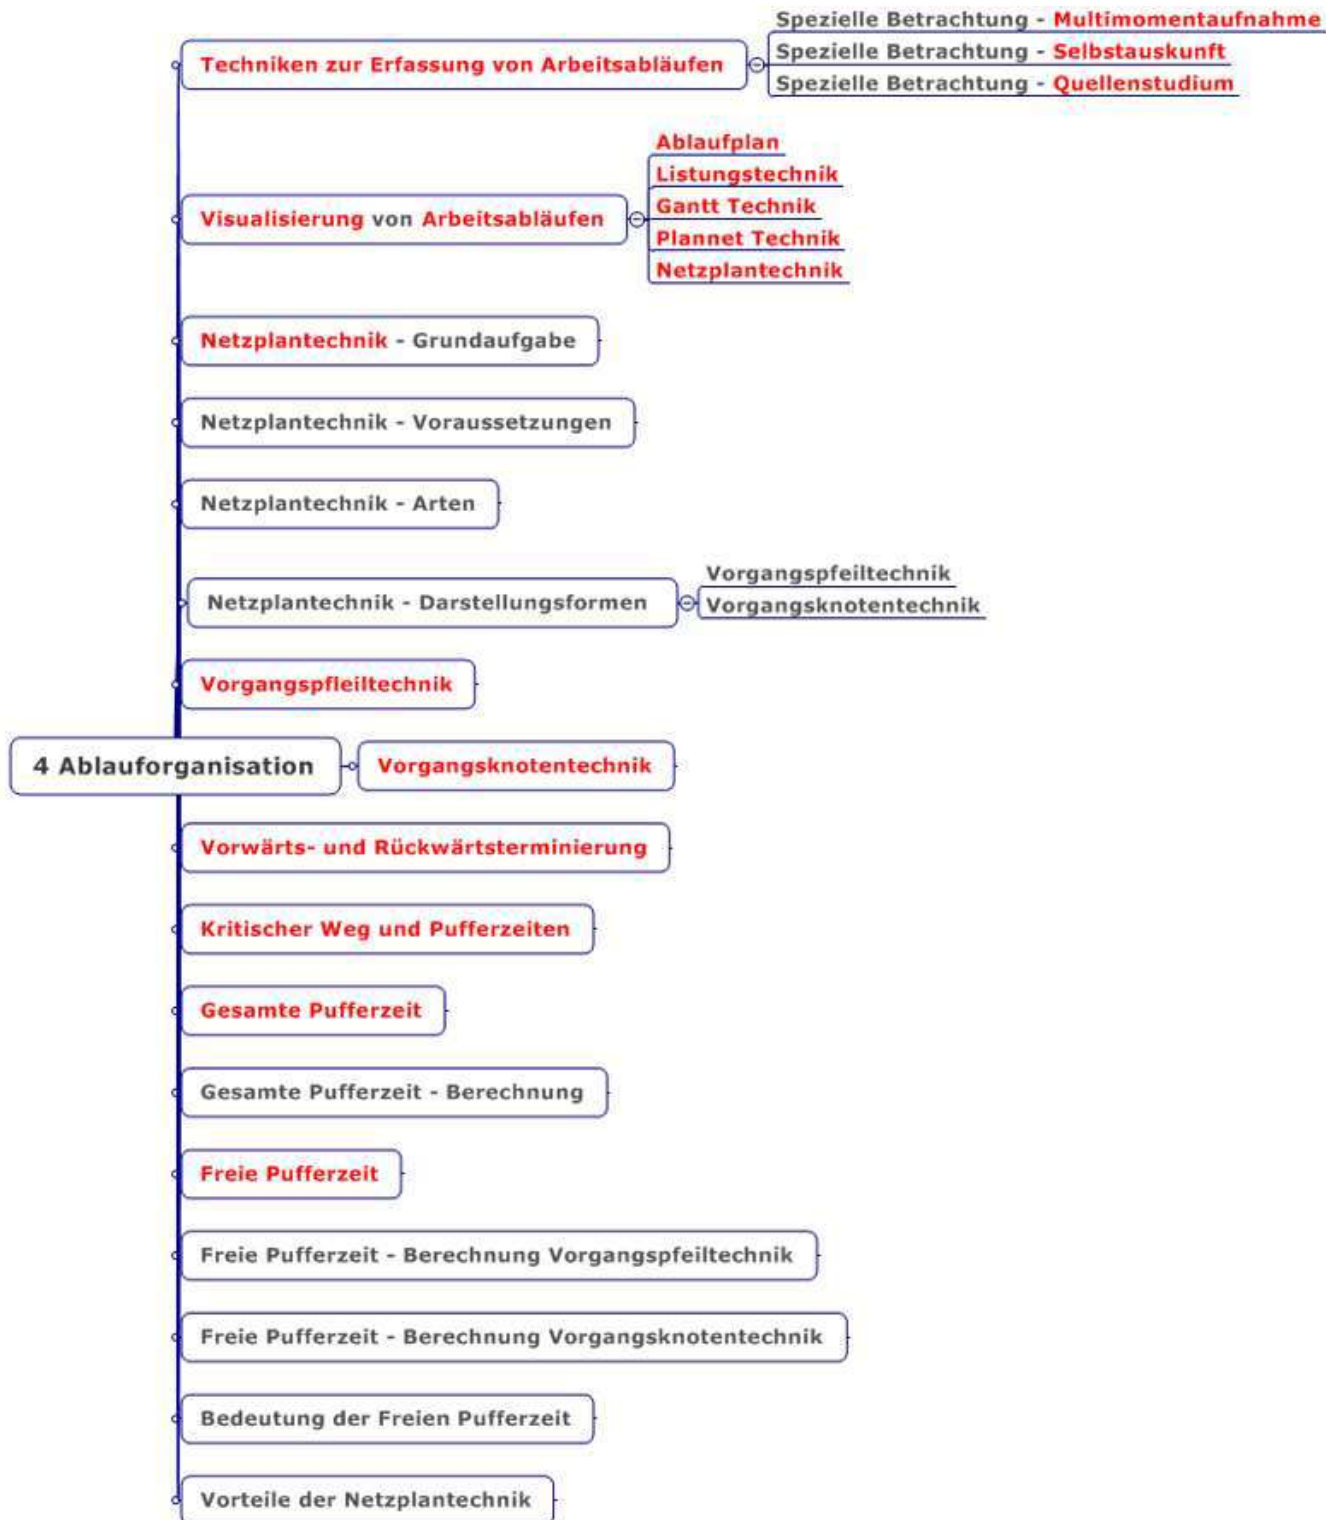 Spezielle Betrachtung - Multimomentaufnahme
Techniken zur Erfassung von Arbeitsabläufen
Spezielle Betrachtung - Selbstauskunft
Spezielle Betrachtung - Quellenstudium
Ablaufplan
Listungstechnik
Visualisierung von Arbeitsabläufen
Gantt Technik
Plannet Technik
Netzplantechnik
Netzplantechnik - Grundaufgabe
Netzplantechnik - Voraussetzungen
Netzplantechnik - Arten
Netzplantechnik - Darstellungsformen
Vorgangspfeiltechnik
Vorgangsknotentechnik
Vorgangspfleiltechnik
4 Ablauforganisation
Vorgangsknotentechnik
Vorwärts- und Rückwärtsterminierung
Kritischer Weg und Pufferzeiten
Gesamte Pufferzeit
Gesamte Pufferzeit - Berechnung
Freie Pufferzeit
Freie Pufferzeit - Berechnung Vorgangspfeiltechnik
Freie Pufferzeit - Berechnung Vorgangsknotentechnik
Bedeutung der Freien Pufferzeit
Vorteile der Netzplantechnik